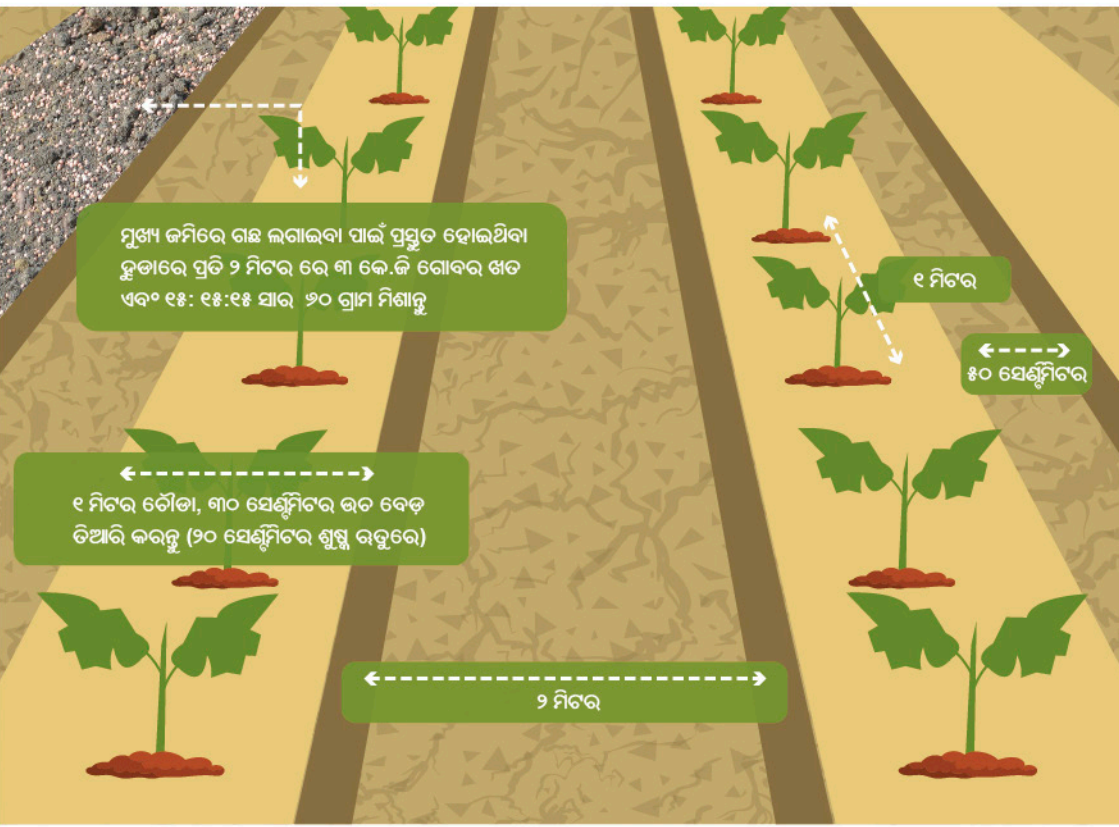 ମୁଖ୍ୟ ଜମିରେ ଗଛ ଲଗାଇବା ପାଇଁ ପ୍ରସ୍ତୁତ ହୋଇଥିବା
ହୁଡାରେ ପ୍ରତି ୨ ମିଟର ରେ ୩ କେ.ଜି ଗୋବର ଖତ
ଏବଂ ୧୫: ୧୫:୧୫ ସାର ୬୦ ଗ୍ରାମ ମିଶାନ୍ତୁ
୧ ମିଟର
୫୦ ସେଣ୍ଟିମିଟର
୧ ମିଟର ଚୌଡା, ୩୦ ସେଣ୍ଟିମିଟର ଉଚ ବେଡ଼
ତିଆରି କରନ୍ତୁ (୨୦ ସେଣ୍ଟିମିଟର ଶୁଷ୍କ ଋତୁରେ)
୨ ମିଟର